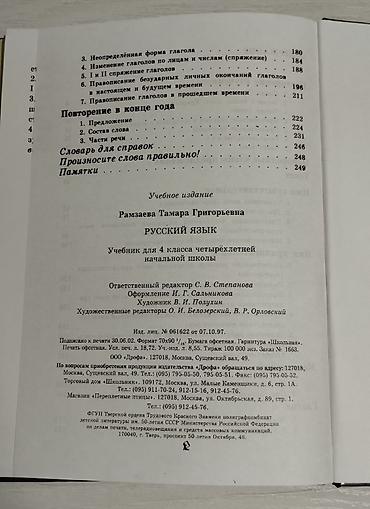 3. Неопределённая форма глагола 180
4. Изменение глаголов по лицам и числам (спряжение) 184
5. I и II спряжение глаголов 188
6. Правописание безударных личных окончаний глаголов
в настоящем и будущем времени 196
7. Правописание глаголов в прошедшем времени 211
Повторение в конце года
1. Предложение 222
2. Состав слова 224
3. Части речи 231
Словарь для справок 246
Произносите слова правильно! 248
Памятки 249
Учебное издание
Рамзаева Тамара Григорьевна
РУССКИЙ ЯЗЫК
Учебник для 4 класса четырёхлетней
начальной школы
Ответственный редактор С. В. Степанова
Оформление И. Г. Сальникова
Художник В. И. Полухин
Художественные редакторы О. И. Беловерский, В. Р. Орловский
Изд. лиц. № 061622 от 07.10.97.
Подписано к печати 30.06.02. Формат 70х90 1/16. Бумага офсетная. Гарнитура «Школьная».
Печать офсетная. Усл. печ. л. 18,72. Уч.-изд. л. 8,55. Тираж 100 000 экз. Заказ № 1663.
ООО «Дрофа». 127018, Москва, Сущевский вал, 49.
По вопросам приобретения продукции издательства «Дрофа» обращаться по адресу: 127018,
Москва, Сущевский вал, 49. Тел.: (095) 795-05-50, 795-05-51. Факс: (095) 795-05-52.
Торговый дом «Школьник». 109172, Москва, ул. Малые Каменщики, д. 6, стр. 1А.
Тел.: (095) 911-70-24, 912-15-16, 912-45-76.
Магазин «Переплетные птицы». 127018, Москва, ул. Октябрьская, д. 89, стр. 1.
Тел.: (095) 912-45-76.
ФГУП Тверской ордена Трудового Красного Знамени полиграфкомбинат
детской литературы им. 50-летия СССР Министерства Российской Федерации
по делам печати, телерадиовещания и средств массовых коммуникаций.
170040, г. Тверь, проспект 50-летия Октября, 46.